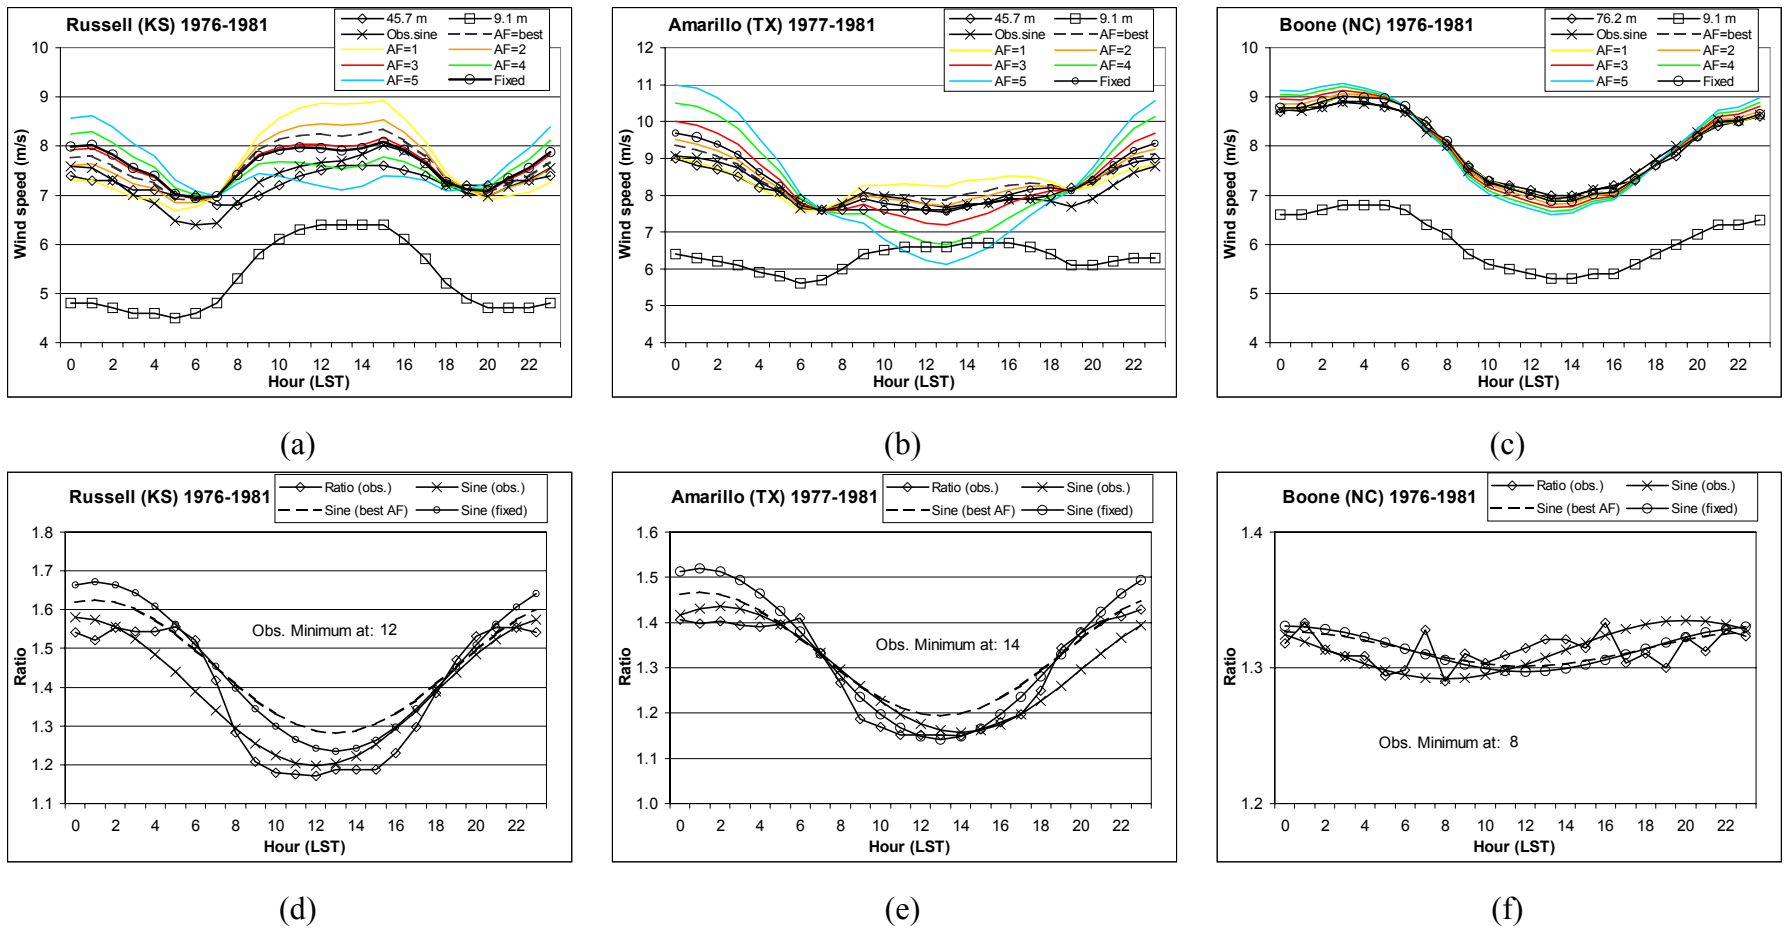 Russell (KS) 1976-1981
45.7 m
9.1 m
Obs.sine
AF=best
AF=1
AF=2
AF=3
AF=4
AF=5
Fixed
Wind speed (m/s)
10
9
8
7
6
5
4
0 2 4 6 8 10 12 14 16 18 20 22
Hour (LST)
(a)
Amarillo (TX) 1977-1981
45.7 m
9.1 m
Obs.sine
AF=best
AF=1
AF=2
AF=3
AF=4
AF=5
Fixed
Wind speed (m/s)
12
11
10
9
8
7
6
5
4
0 2 4 6 8 10 12 14 16 18 20 22
Hour (LST)
(b)
Boone (NC) 1976-1981
76.2 m
9.1 m
Obs.sine
AF=best
AF=1
AF=2
AF=3
AF=4
AF=5
Fixed
Wind speed (m/s)
10
9
8
7
6
5
4
0 2 4 6 8 10 12 14 16 18 20 22
Hour (LST)
(c)
Russell (KS) 1976-1981
Ratio (obs.)
Sine (obs.)
Sine (best AF)
Sine (fixed)
Ratio
1.8
1.7
1.6
1.5
1.4
1.3
1.2
1.1
Obs. Minimum at: 12
0 2 4 6 8 10 12 14 16 18 20 22
Hour (LST)
(d)
Amarillo (TX) 1977-1981
Ratio (obs.)
Sine (obs.)
Sine (best AF)
Sine (fixed)
Ratio
1.6
1.5
1.4
1.3
1.2
1.1
1.0
Obs. Minimum at: 14
0 2 4 6 8 10 12 14 16 18 20 22
Hour (LST)
(e)
Boone (NC) 1976-1981
Ratio (obs.)
Sine (obs.)
Sine (best AF)
Sine (fixed)
Ratio
1.4
1.3
1.2
Obs. Minimum at: 8
0 2 4 6 8 10 12 14 16 18 20 22
Hour (LST)
(f)